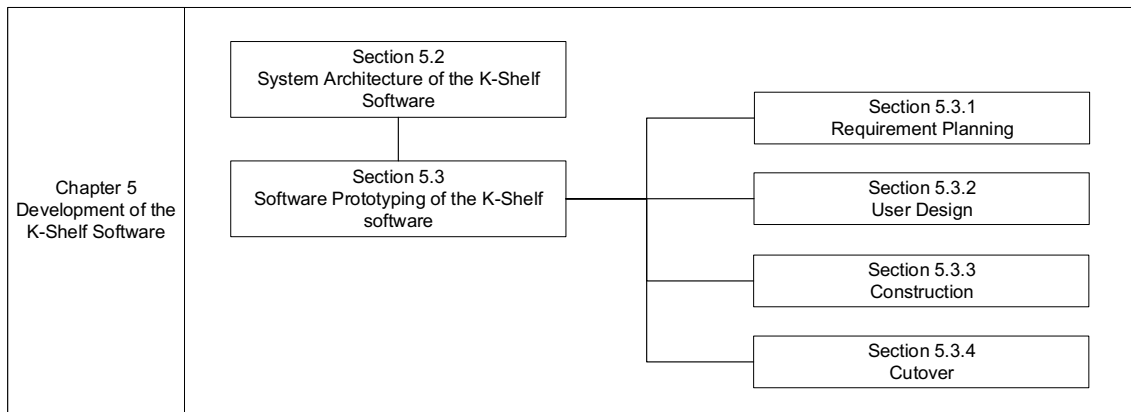 Chapter 5
Development of the
K-Shelf Software
Section 5.2
System Architecture of the K-Shelf
Software
Section 5.3
Software Prototyping of the K-Shelf
software
Section 5.3.1
Requirement Planning
Section 5.3.2
User Design
Section 5.3.3
Construction
Section 5.3.4
Cutover